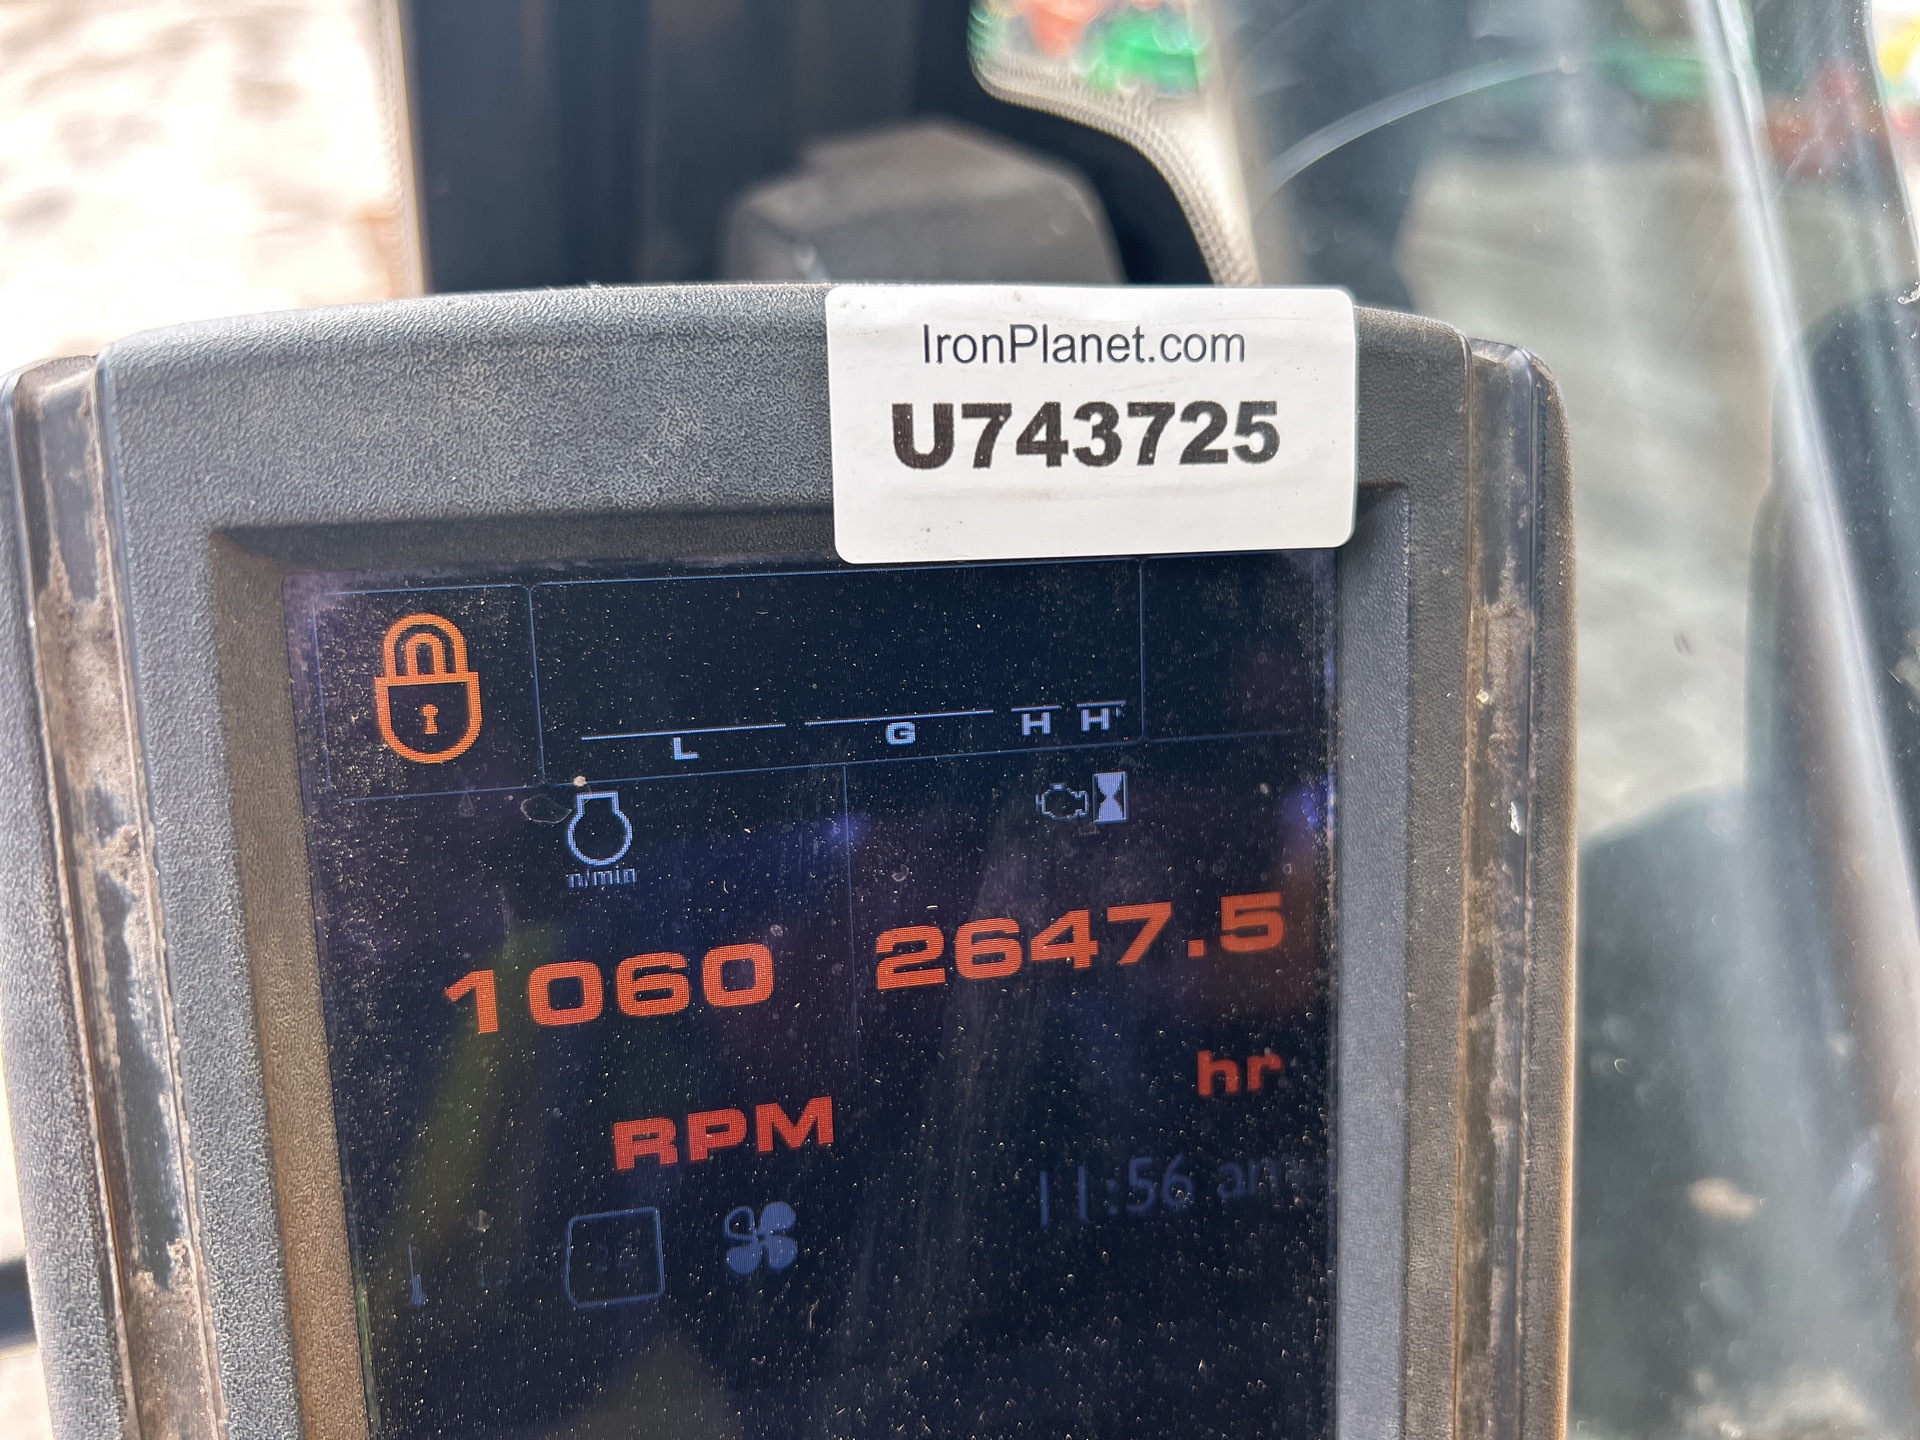 IronPlanet.com
U743725
L G H H+
n/min
1060 2647.5
RPM hr
11:56 am